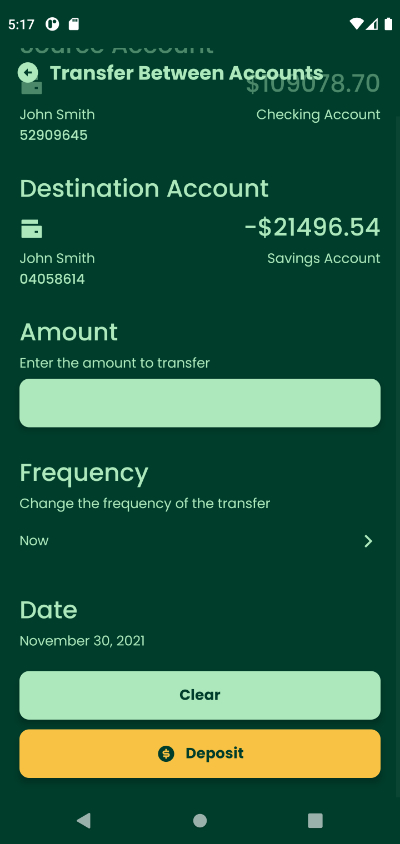 5:17
Source Account
Transfer Between Accounts
$109078.70
John Smith
Checking Account
52909645
Destination Account
-$21496.54
John Smith
Savings Account
04058614
Amount
Enter the amount to transfer
Frequency
Change the frequency of the transfer
Now
Date
November 30, 2021
Clear
Deposit